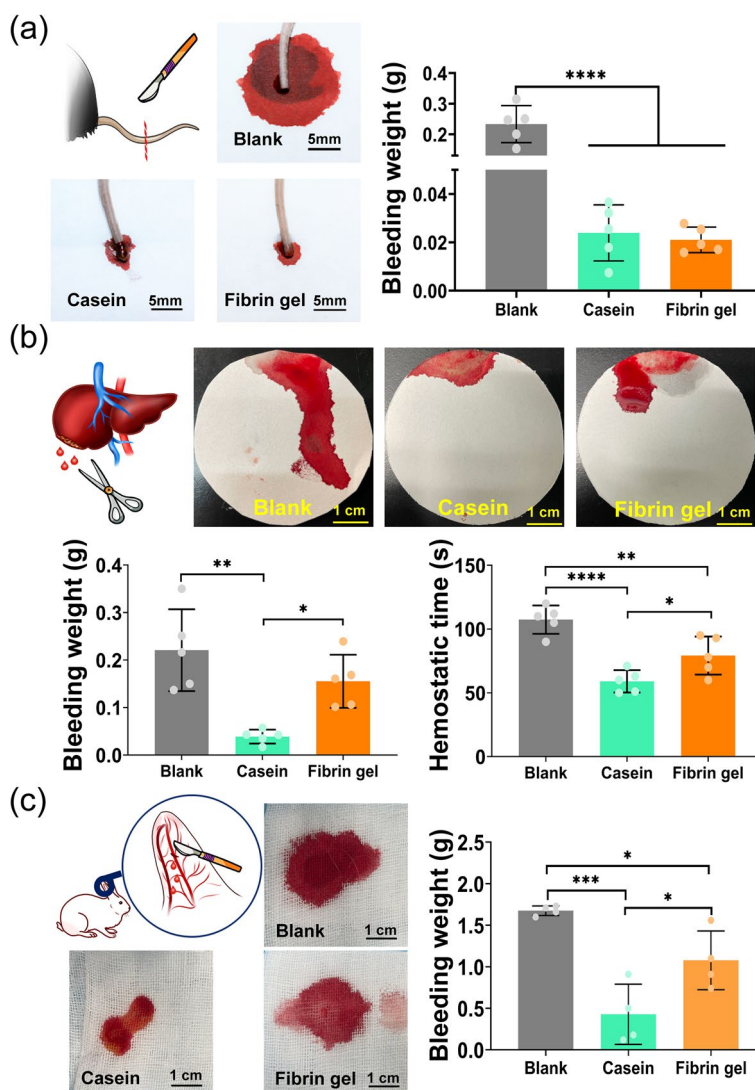 (a)
Blank
5mm
Casein
5mm
Fibrin gel
5mm
Bleeding weight (g)
0.4
0.3
0.2
0.04
0.02
0.00
****
Blank
Casein
Fibrin gel
(b)
Blank
1 cm
Casein
1 cm
Fibrin gel
1 cm
Bleeding weight (g)
0.4
0.3
0.2
0.1
0.0
**
*
Blank
Casein
Fibrin gel
Hemostatic time (s)
150
100
50
0
**
****
*
Blank
Casein
Fibrin gel
(c)
Blank
1 cm
Casein
1 cm
Fibrin gel
1 cm
Bleeding weight (g)
2.5
2.0
1.5
1.0
0.5
0.0
*
***
*
Blank
Casein
Fibrin gel